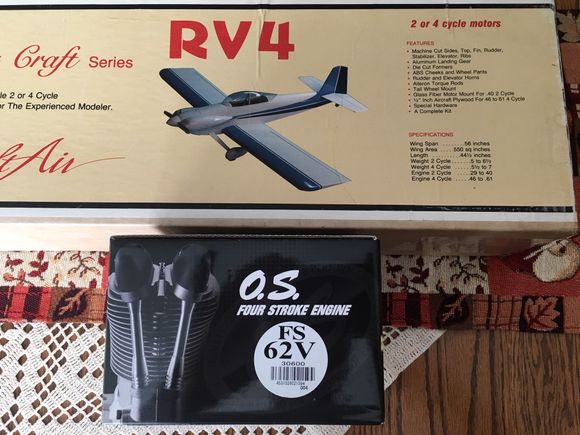 Craft Series
RV4
2 or 4 cycle motors
FEATURES
• Machine Cut Sides, Top, Fin, Rudder,
Stabilizer, Elevator, Ribs
• Aluminum Landing Gear
• Die Cut Formers
• ABS Cheeks and Wheel Pants
• Rudder and Elevator Horns
• Aileron Torque Rods
• Tail Wheel Mount
• Glass Fiber Motor Mount For .40 2 Cycle
• ½" Inch Aircraft Plywood For 46 to 61 4 Cycle
• Special Hardware
• A Complete Kit
2 or 4 Cycle
or The Experienced Modeler.
Air
SPECIFICATIONS
Wing Span ........56 inches
Wing Area .....550 sq inches
Length .........44½ inches
Weight 2 Cycle......5 to 6½
Weight 4 Cycle......5½ to 7
Engine 2 Cycle .....29 to 40
Engine 4 Cycle .....46 to .61
O.S.
FOUR STROKE ENGINE
FS
62V
30600
004